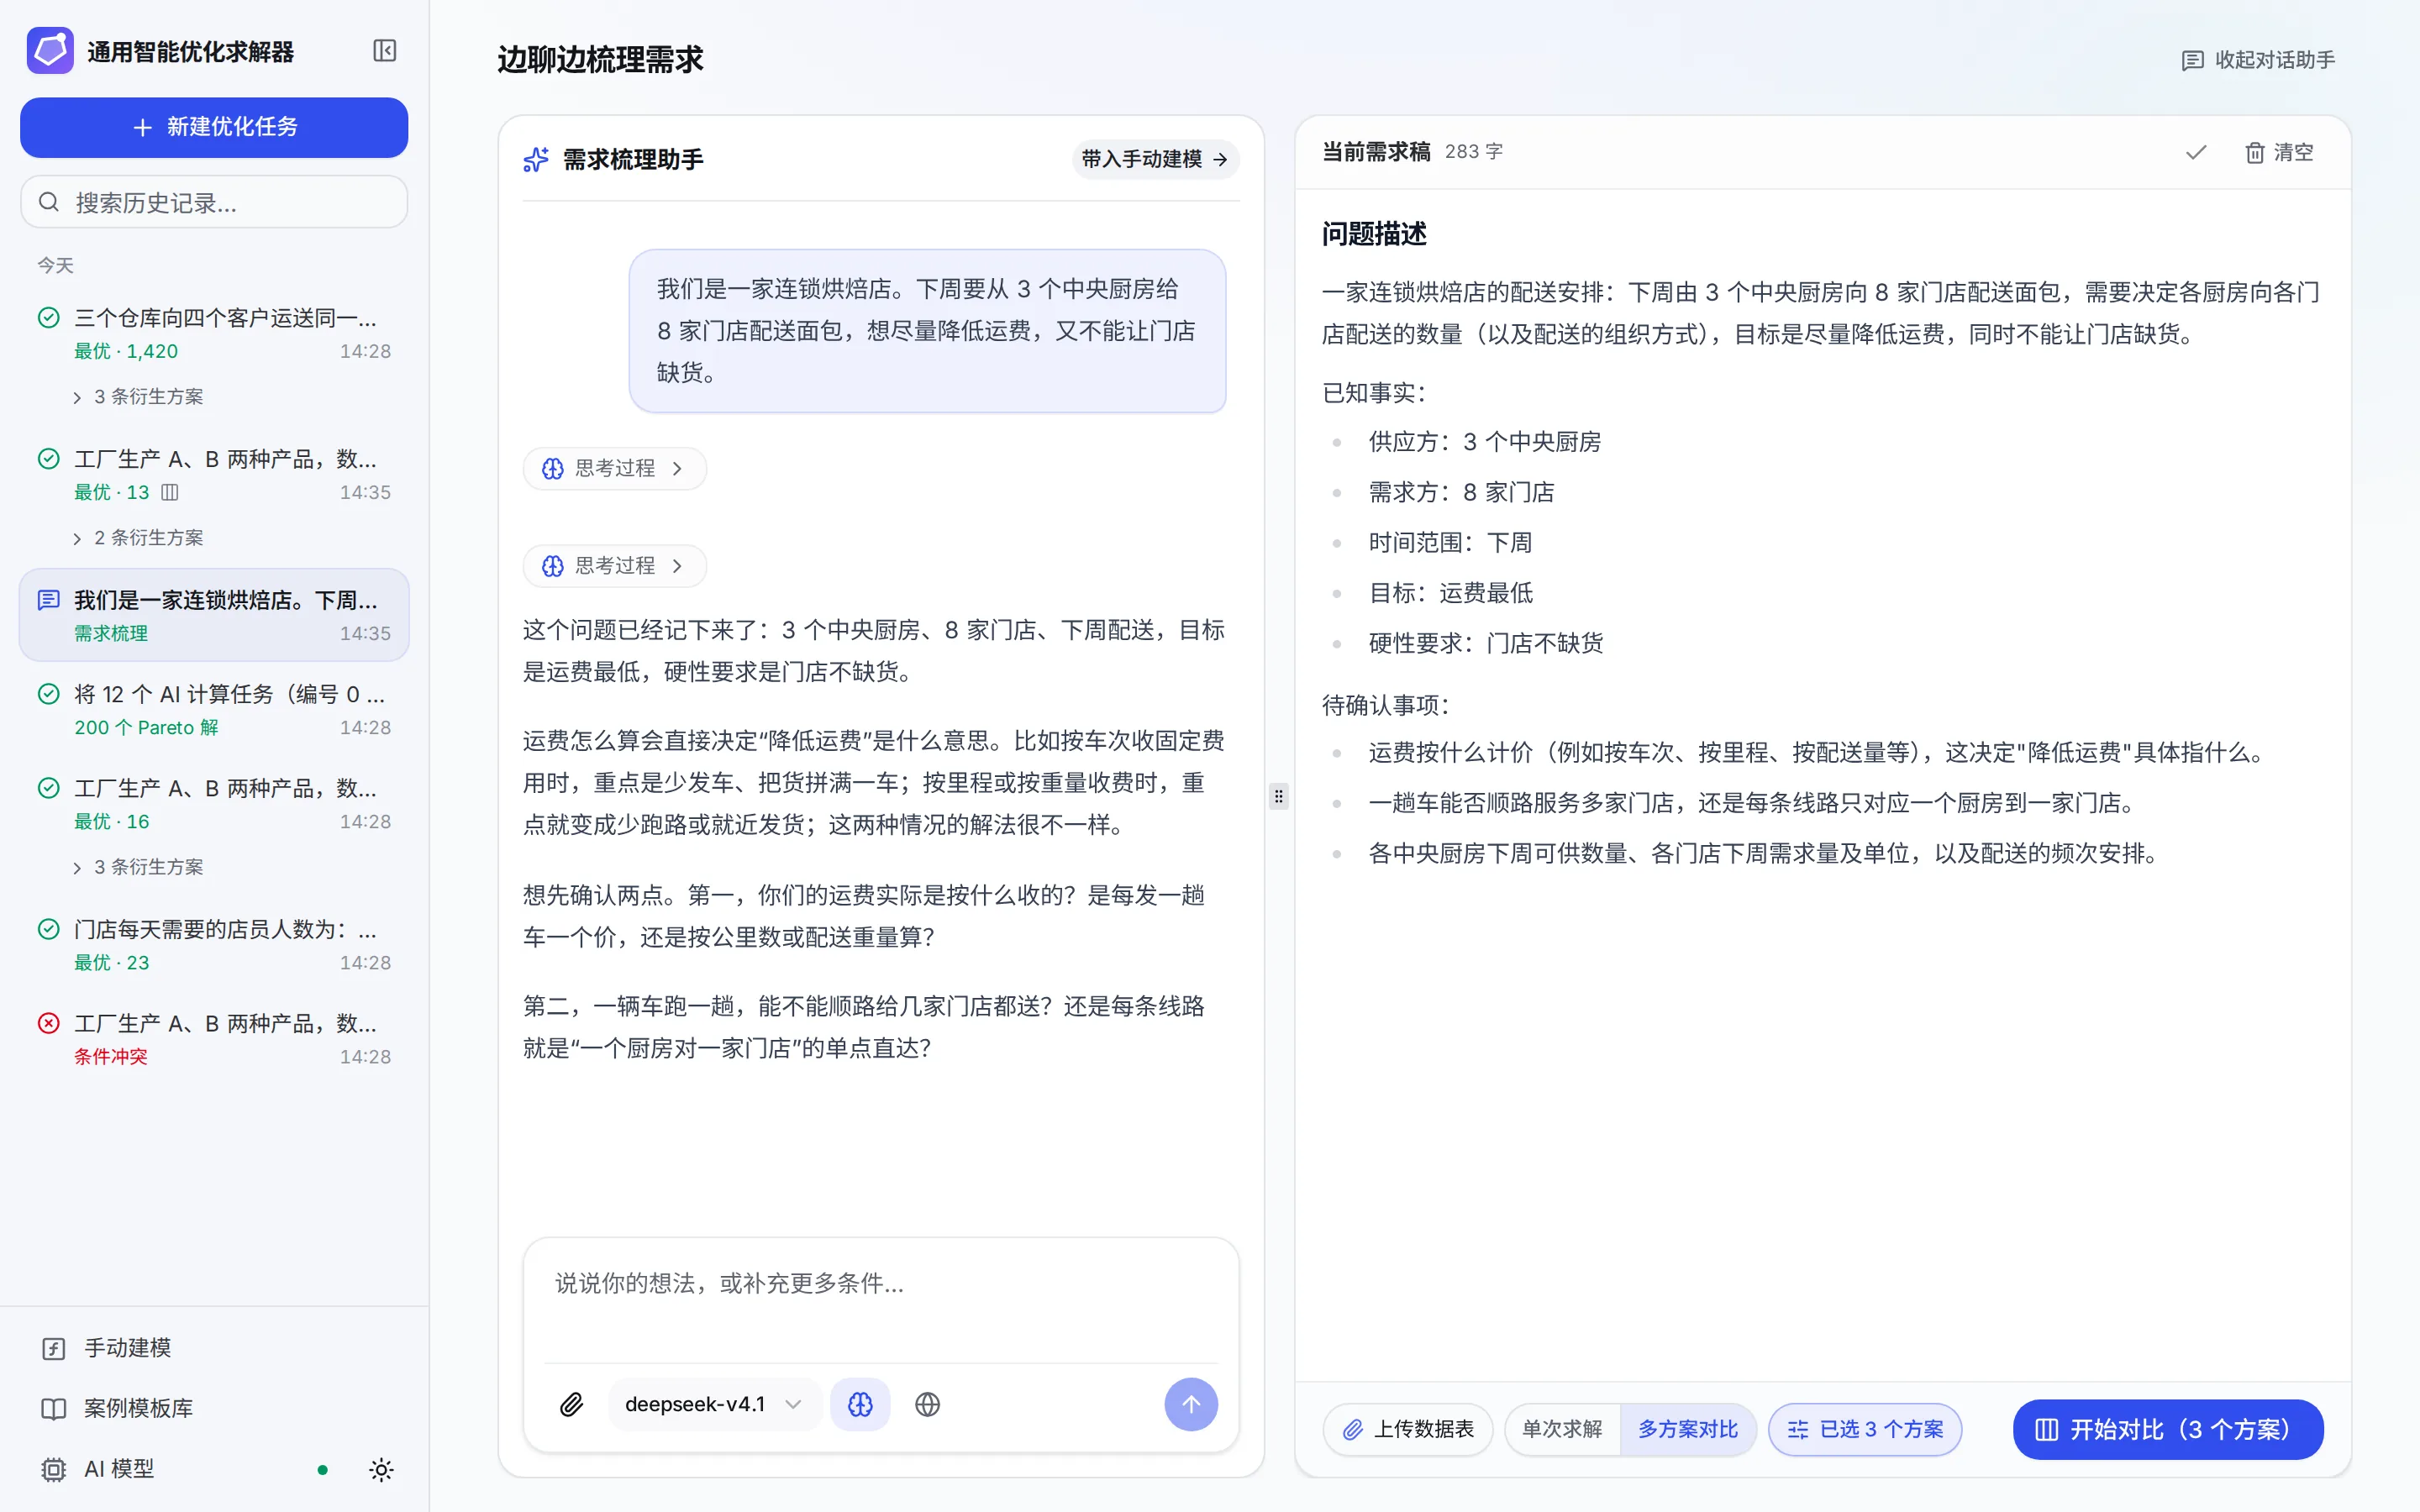 通用智能优化求解器
新建优化任务
搜索历史记录...
今天
三个仓库向四个客户运送同一...
最优 · 1,420
14:28
3 条衍生方案
工厂生产 A、B 两种产品，数...
最优 · 13
14:35
2 条衍生方案
我们是一家连锁烘焙店。下周...
需求梳理
14:35
将 12 个 AI 计算任务（编号 0 ...
200 个 Pareto 解
14:28
工厂生产 A、B 两种产品，数...
最优 · 16
14:28
3 条衍生方案
门店每天需要的店员人数为：...
最优 · 23
14:28
工厂生产 A、B 两种产品，数...
条件冲突
14:28
手动建模
案例模板库
AI 模型
边聊边梳理需求
收起对话助手
需求梳理助手
带入手动建模
我们是一家连锁烘焙店。下周要从 3 个中央厨房给
8 家门店配送面包，想尽量降低运费，又不能让门店
缺货。
思考过程
思考过程
这个问题已经记下来了：3 个中央厨房、8 家门店、下周配送，目标
是运费最低，硬性要求是门店不缺货。
运费怎么算会直接决定“降低运费”是什么意思。比如按车次收固定费
用时，重点是少发车、把货拼满一车；按里程或按重量收费时，重
点就变成少跑路或就近发货；这两种情况的解法很不一样。
想先确认两点。第一，你们的运费实际是按什么收的？是每发一趟
车一个价，还是按公里数或配送重量算？
第二，一辆车跑一趟，能不能顺路给几家门店都送？还是每条线路
就是“一个厨房对一家门店”的单点直达？
说说你的想法，或补充更多条件...
deepseek-v4.1
当前需求稿
283 字
清空
问题描述
一家连锁烘焙店的配送安排：下周由 3 个中央厨房向 8 家门店配送面包，需要决定各厨房向各门
店配送的数量（以及配送的组织方式），目标是尽量降低运费，同时不能让门店缺货。
已知事实：
供应方：3 个中央厨房
需求方：8 家门店
时间范围：下周
目标：运费最低
硬性要求：门店不缺货
待确认事项：
运费按什么计价（例如按车次、按里程、按配送量等），这决定"降低运费"具体指什么。
一趟车能否顺路服务多家门店，还是每条线路只对应一个厨房到一家门店。
各中央厨房下周可供数量、各门店下周需求量及单位，以及配送的频次安排。
上传数据表
单次求解
多方案对比
已选 3 个方案
开始对比（3 个方案）